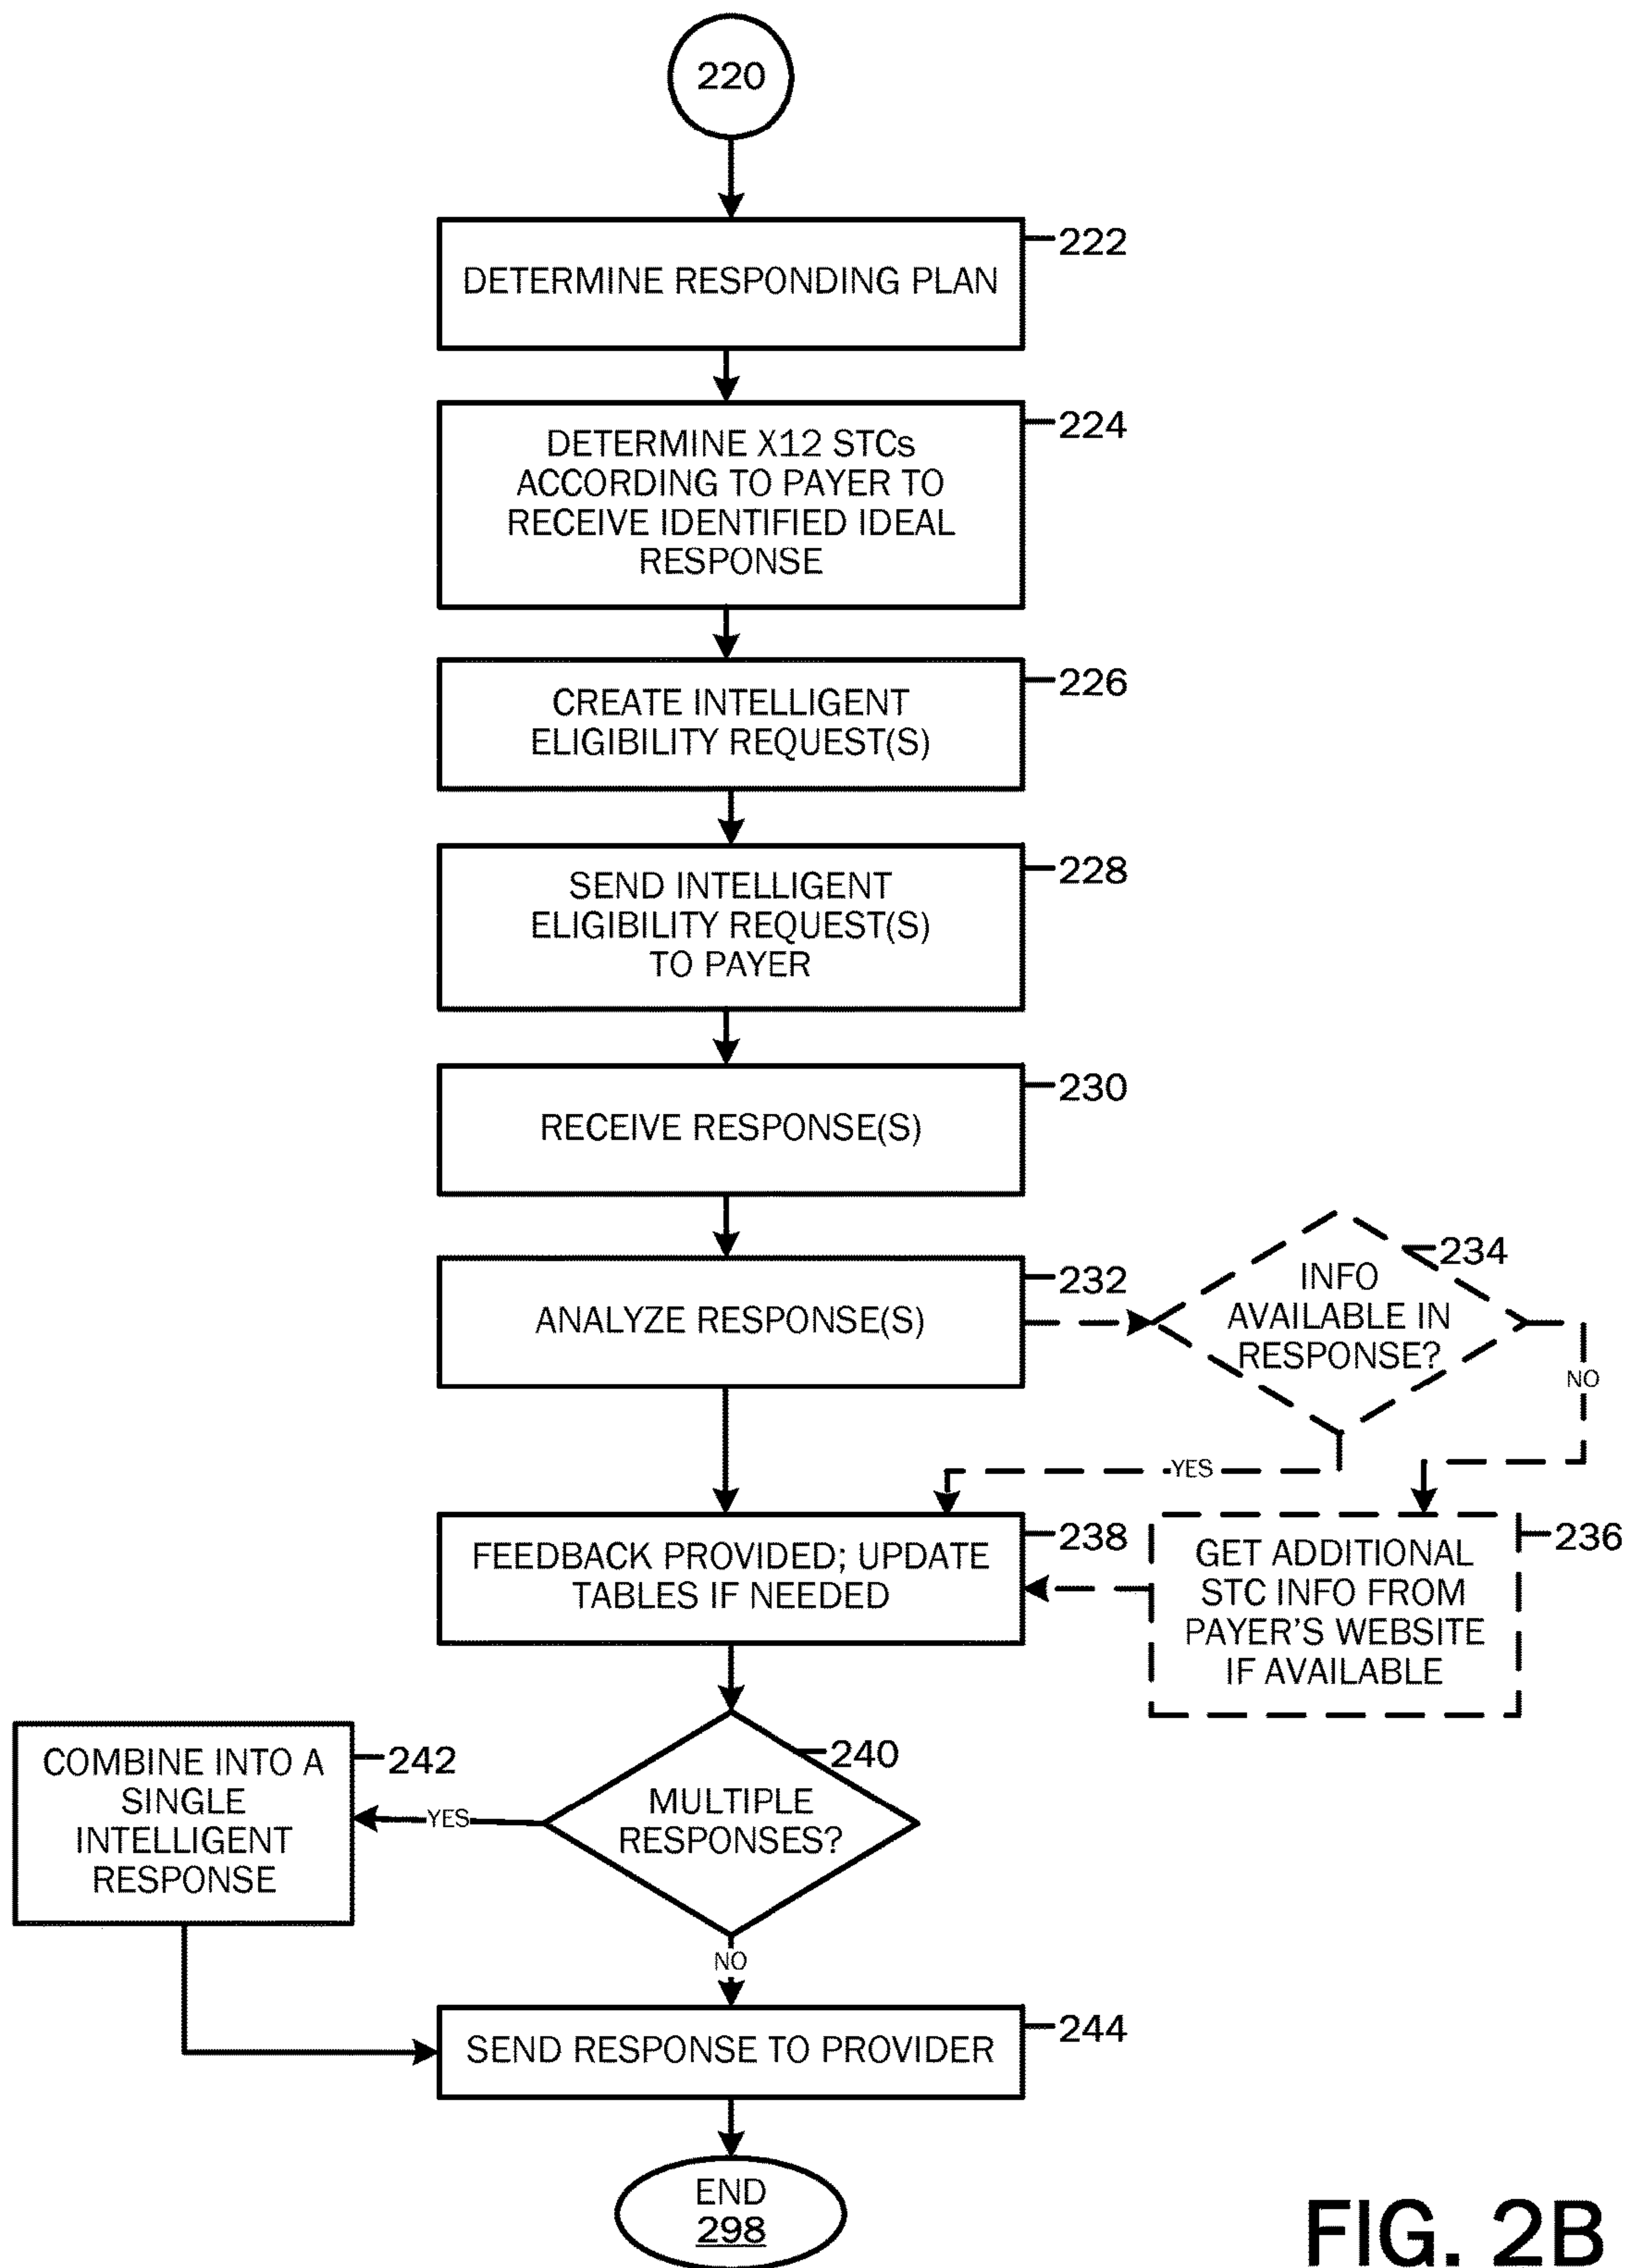 220
222
DETERMINE RESPONDING PLAN
224
DETERMINE X12 STCs
ACCORDING TO PAYER TO
RECEIVE IDENTIFIED IDEAL
RESPONSE
226
CREATE INTELLIGENT
ELIGIBILITY REQUEST(S)
228
SEND INTELLIGENT
ELIGIBILITY REQUEST(S)
TO PAYER
230
RECEIVE RESPONSE(S)
232
ANALYZE RESPONSE(S)
234
INFO
AVAILABLE IN
RESPONSE?
NO
YES
236
GET ADDITIONAL
STC INFO FROM
PAYER'S WEBSITE
IF AVAILABLE
238
FEEDBACK PROVIDED; UPDATE
TABLES IF NEEDED
240
MULTIPLE
RESPONSES?
YES
242
COMBINE INTO A
SINGLE
INTELLIGENT
RESPONSE
NO
244
SEND RESPONSE TO PROVIDER
END
298
FIG. 2B